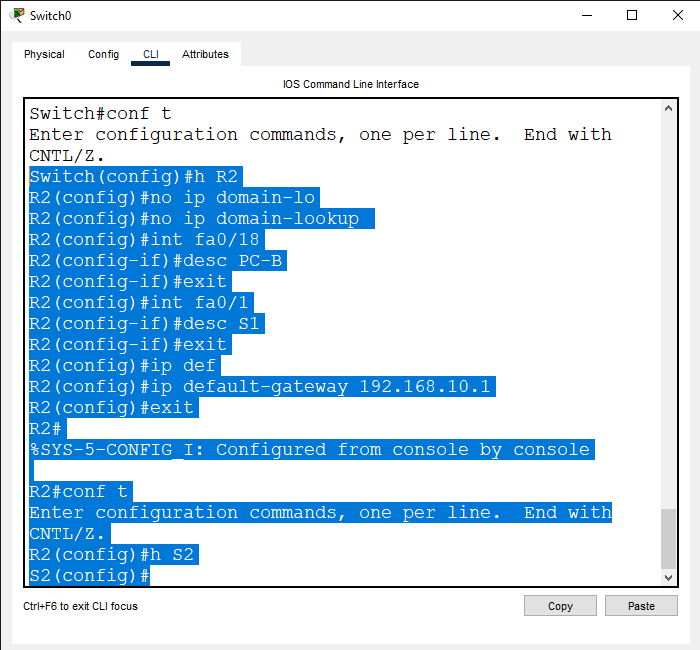 Switch0
Physical Config CLI Attributes
IOS Command Line Interface
Switch#conf t
Enter configuration commands, one per line.  End with
CNTL/Z.
Switch(config)#h R2
R2(config)#no ip domain-lo
R2(config)#no ip domain-lookup
R2(config)#int fa0/18
R2(config-if)#desc PC-B
R2(config-if)#exit
R2(config)#int fa0/1
R2(config-if)#desc S1
R2(config-if)#exit
R2(config)#ip def
R2(config)#ip default-gateway 192.168.10.1
R2(config)#exit
R2#
%SYS-5-CONFIG_I: Configured from console by console
R2#conf t
Enter configuration commands, one per line.  End with
CNTL/Z.
R2(config)#h S2
S2(config)#
Ctrl+F6 to exit CLI focus
Copy Paste